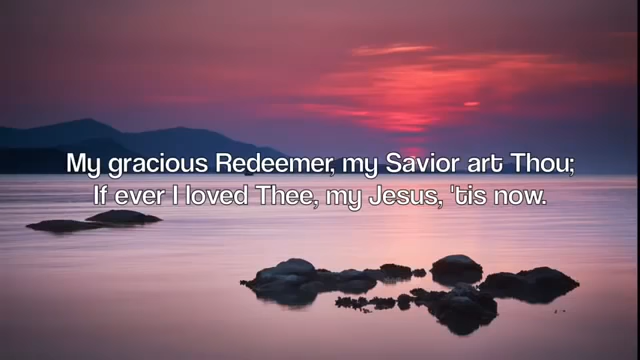 My gracious Redeemer, my Savior art Thou;
If ever I loved Thee, my Jesus, 'tis now.